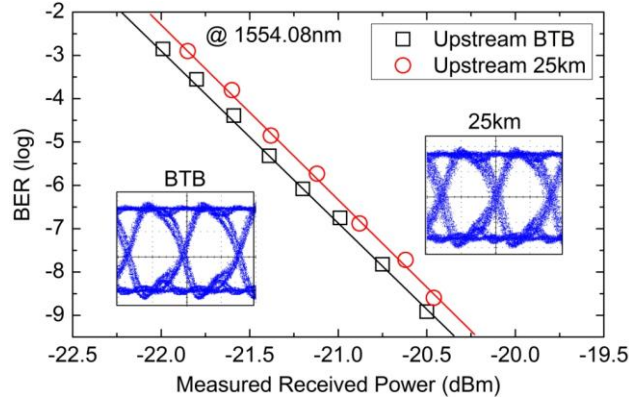 -2
@ 1554.08nm
Upstream BTB
Upstream 25km
-3
-4
-5
-6
-7
-8
-9
BER (log)
25km
BTB
-22.5
-22.0
-21.5
-21.0
-20.5
-20.0
-19.5
Measured Received Power (dBm)